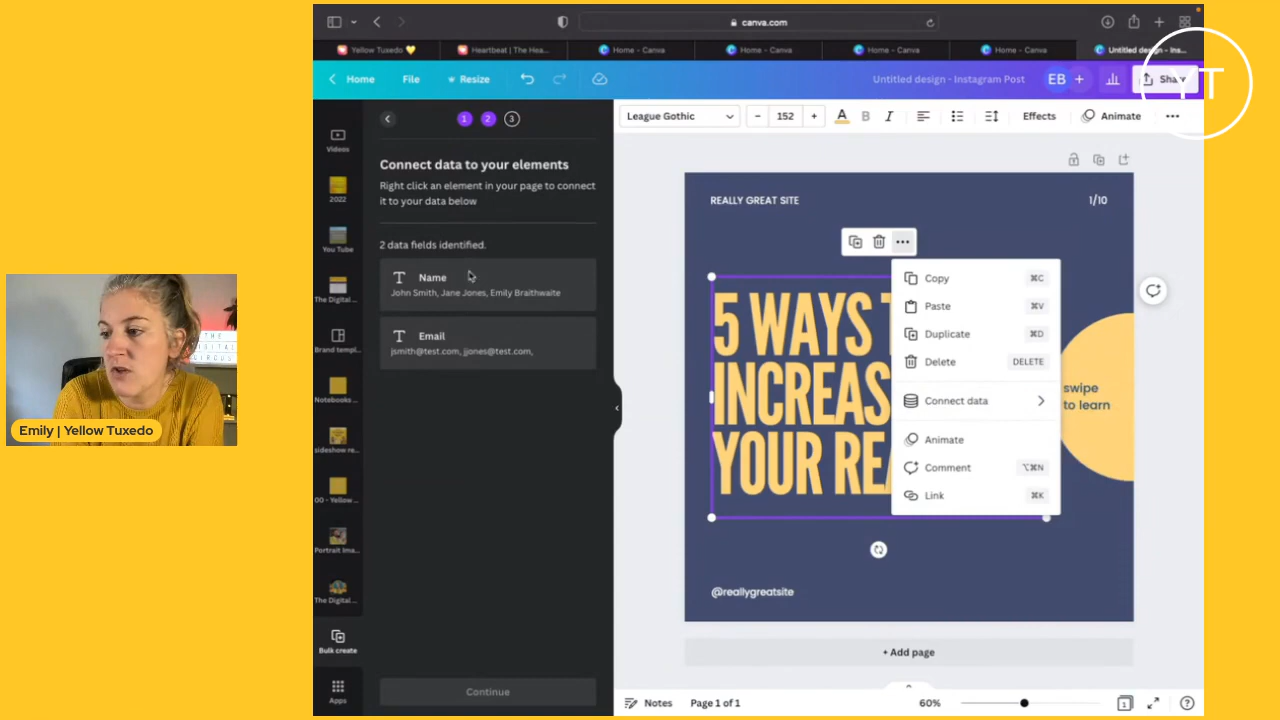 canva.com
Yellow Tuxedo 💛
Heartbeat | The Hea...
Home - Canva
Home - Canva
Home - Canva
Home - Canva
Untitled design - Ins...
Home
File
Resize
Untitled design - Instagram Post
EB
+
Share
YT
Videos
2022
You Tube
The Digital...
Brand templ...
Notebooks ...
sideshow re...
00 - Yellow ...
Portrait Ima...
The Digital ...
Bulk create
Apps
1
2
3
Connect data to your elements
Right click an element in your page to connect
it to your data below
2 data fields identified.
T
Name
John Smith, Jane Jones, Emily Braithwaite
T
Email
jsmith@test.com, jjones@test.com,
Continue
League Gothic
152
A
B
I
Effects
Animate
REALLY GREAT SITE
1/10
5 WAYS T
INCREAS
YOUR REA
swipe
to learn
@reallygreatsite
Copy
⌘C
Paste
⌘V
Duplicate
⌘D
Delete
DELETE
Connect data
Animate
Comment
⌥⌘N
Link
⌘K
+ Add page
Notes
Page 1 of 1
60%
1
?
THE
DIGITAL
Emily | Yellow Tuxedo